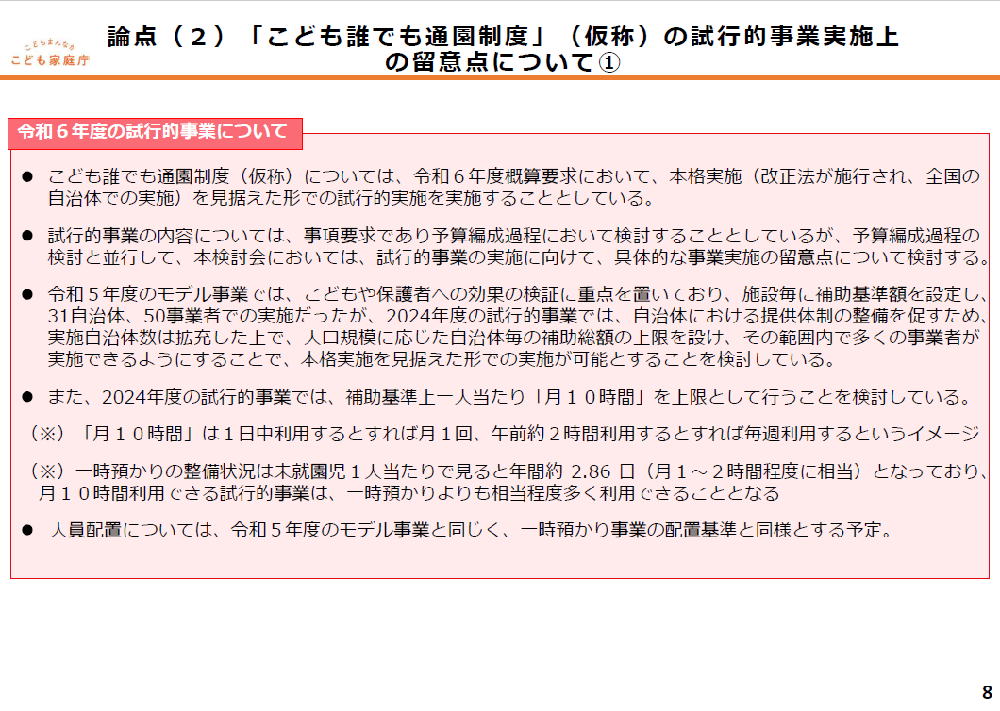 こどもまんなか
こども家庭庁
論点（２）「こども誰でも通園制度」（仮称）の試行的事業実施上
の留意点について①
令和６年度の試行的事業について
● こども誰でも通園制度（仮称）については、令和６年度概算要求において、本格実施（改正法が施行され、全国の
自治体での実施）を見据えた形での試行的実施を実施することとしている。
● 試行的事業の内容については、事項要求であり予算編成過程において検討することとしているが、予算編成過程の
検討と並行して、本検討会においては、試行的事業の実施に向けて、具体的な事業実施の留意点について検討する。
● 令和５年度のモデル事業では、こどもや保護者への効果の検証に重点を置いており、施設毎に補助基準額を設定し、
31自治体、50事業者での実施だったが、2024年度の試行的事業では、自治体における提供体制の整備を促すため、
実施自治体数は拡充した上で、人口規模に応じた自治体毎の補助総額の上限を設け、その範囲内で多くの事業者が
実施できるようにすることで、本格実施を見据えた形での実施が可能とすることを検討している。
● また、2024年度の試行的事業では、補助基準上一人当たり「月１０時間」を上限として行うことを検討している。
（※）「月１０時間」は１日中利用するとすれば月１回、午前約２時間利用するとすれば毎週利用するというイメージ
（※）一時預かりの整備状況は未就園児１人当たりで見ると年間約 2.86 日（月１～２時間程度に相当）となっており、
月１０時間利用できる試行的事業は、一時預かりよりも相当程度多く利用できることとなる
● 人員配置については、令和５年度のモデル事業と同じく、一時預かり事業の配置基準と同様とする予定。
8